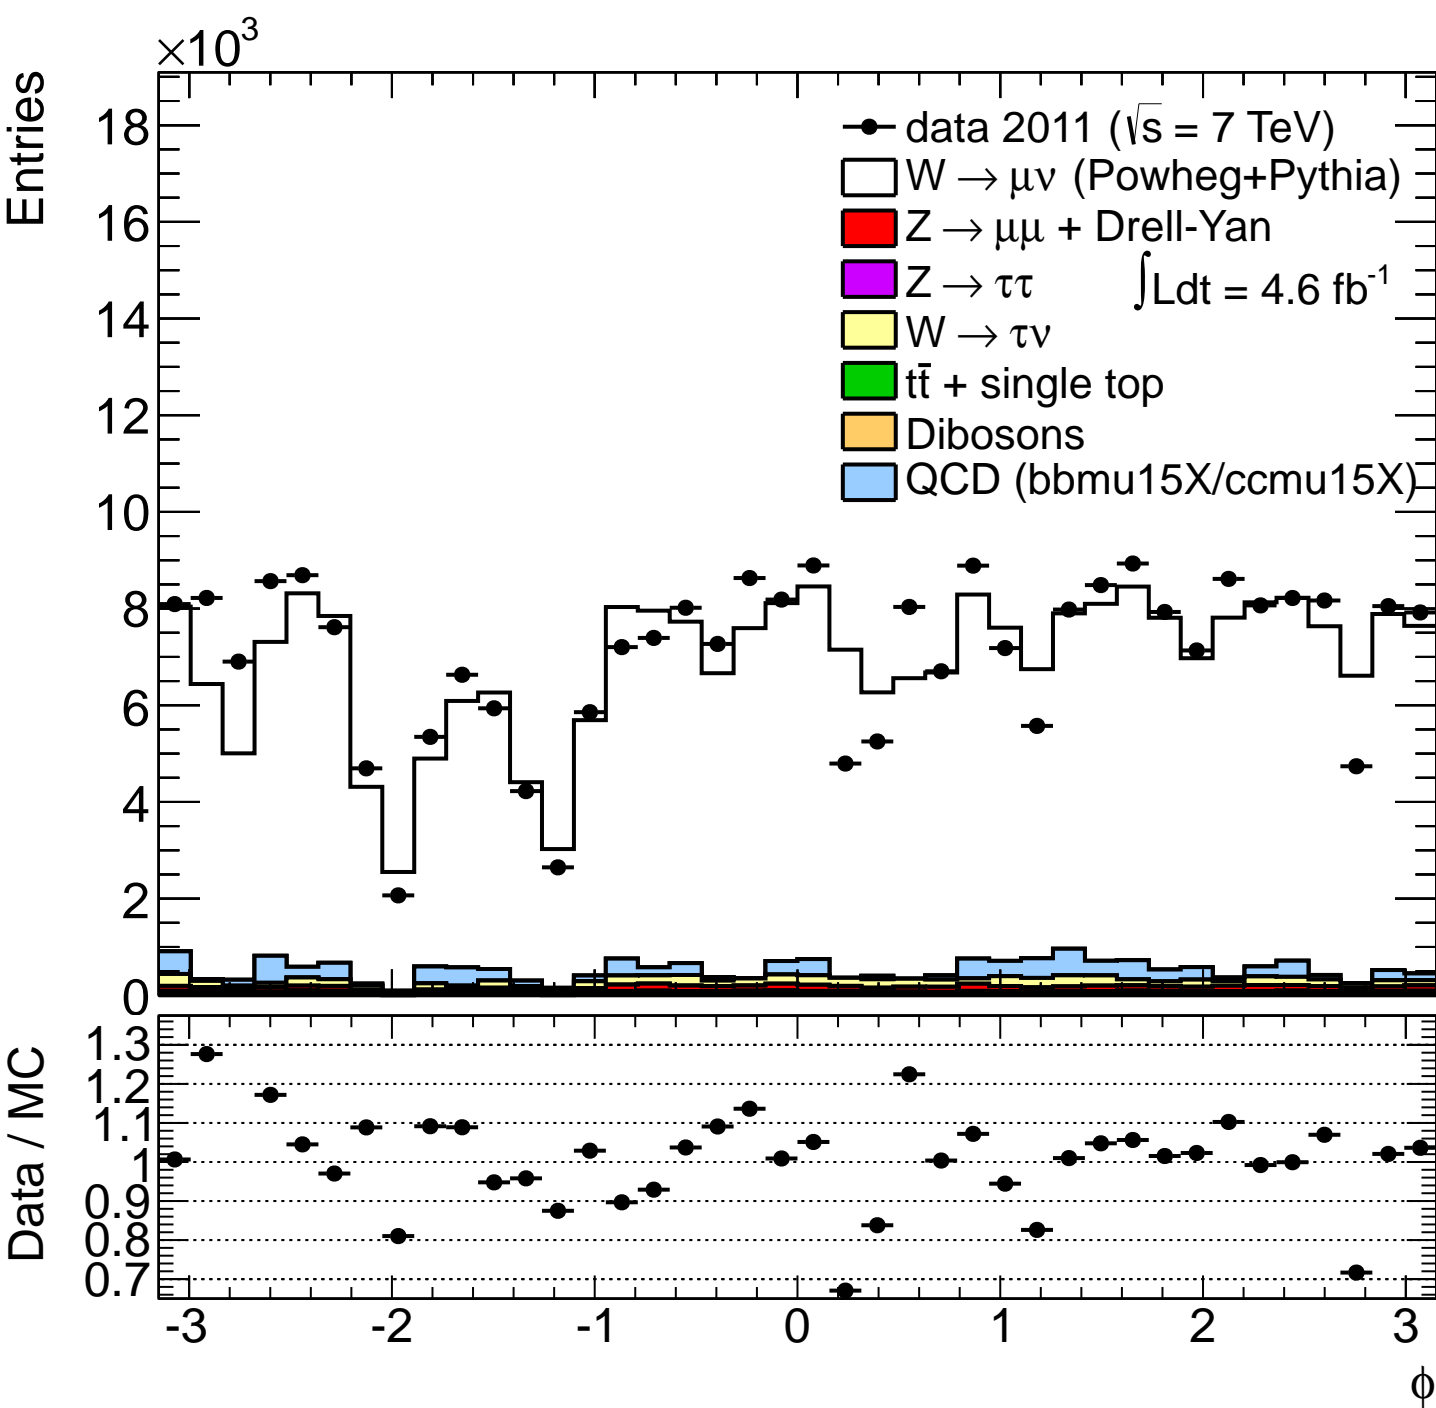 ×10³
Entries
18
16
14
12
10
8
6
4
2
0
data 2011 (√s = 7 TeV)
W → μν (Powheg+Pythia)
Z → μμ + Drell-Yan
Z → ττ
∫Ldt = 4.6 fb⁻¹
W → τν
tt̄ + single top
Dibosons
QCD (bbmu15X/ccmu15X)
Data / MC
1.3
1.2
1.1
1
0.9
0.8
0.7
-3 -2 -1 0 1 2 3
ϕ